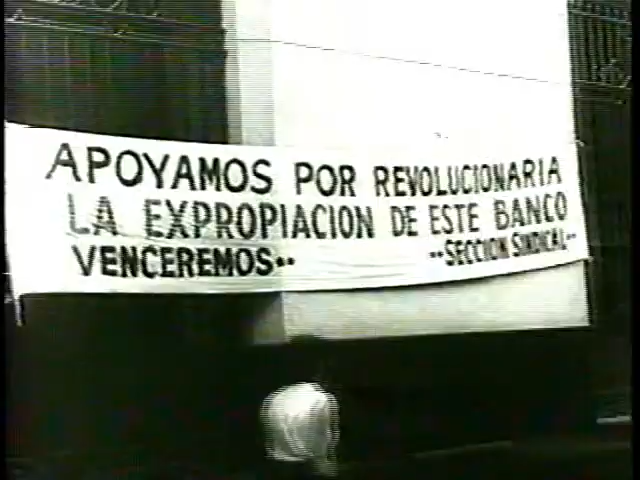 APOYAMOS POR REVOLUCIONARIA
LA EXPROPIACION DE ESTE BANCO
VENCEREMOS•• ••SECCION SINDICAL••